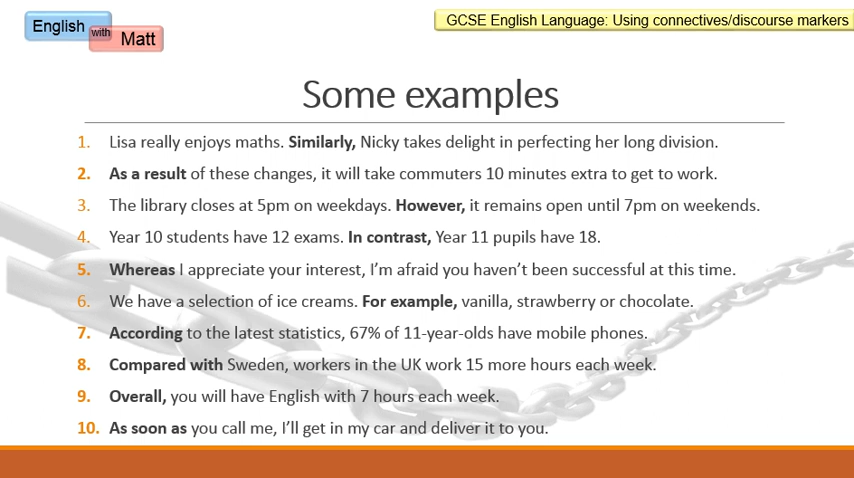 English with Matt
GCSE English Language: Using connectives/discourse markers
Some examples
1. Lisa really enjoys maths. Similarly, Nicky takes delight in perfecting her long division.
2. As a result of these changes, it will take commuters 10 minutes extra to get to work.
3. The library closes at 5pm on weekdays. However, it remains open until 7pm on weekends.
4. Year 10 students have 12 exams. In contrast, Year 11 pupils have 18.
5. Whereas I appreciate your interest, I’m afraid you haven’t been successful at this time.
6. We have a selection of ice creams. For example, vanilla, strawberry or chocolate.
7. According to the latest statistics, 67% of 11-year-olds have mobile phones.
8. Compared with Sweden, workers in the UK work 15 more hours each week.
9. Overall, you will have English with 7 hours each week.
10. As soon as you call me, I’ll get in my car and deliver it to you.